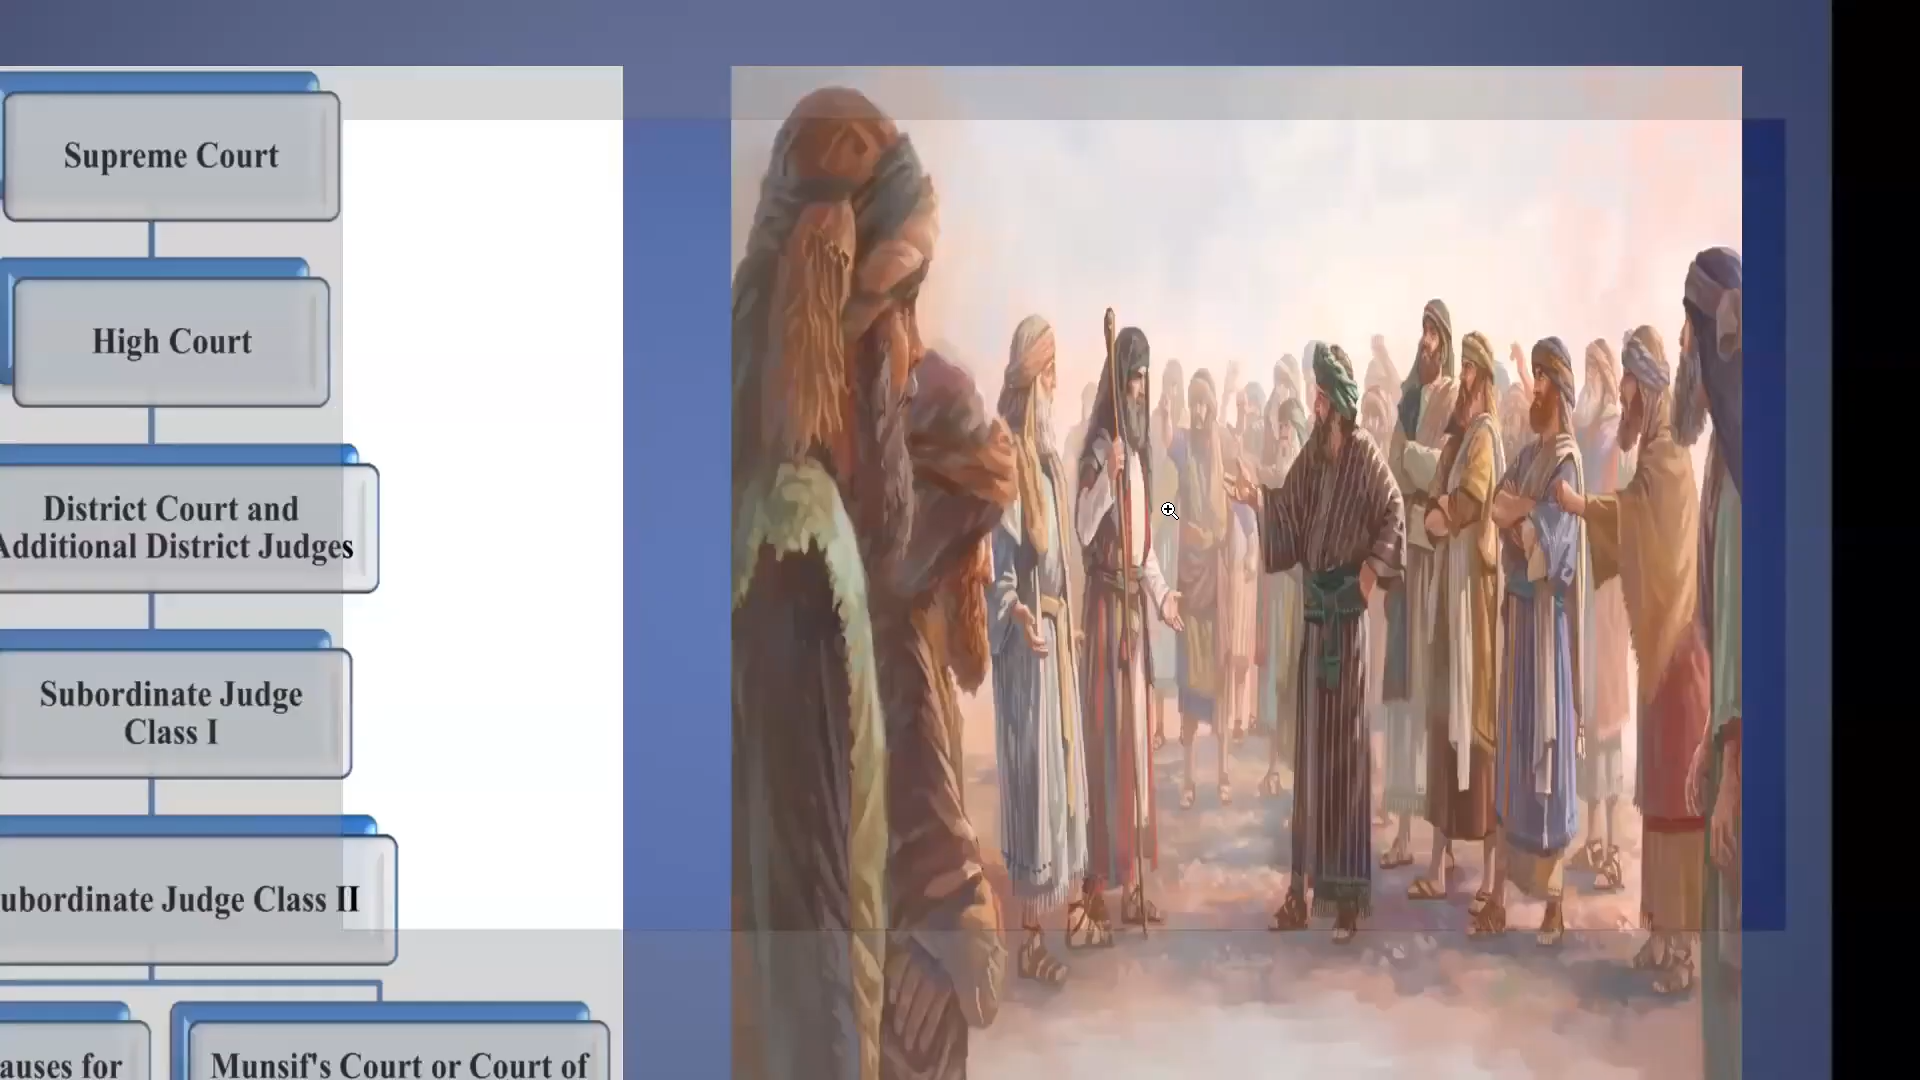 Supreme Court
High Court
District Court and
Additional District Judges
Subordinate Judge
Class I
ubordinate Judge Class II
auses for
Munsif's Court or Court of